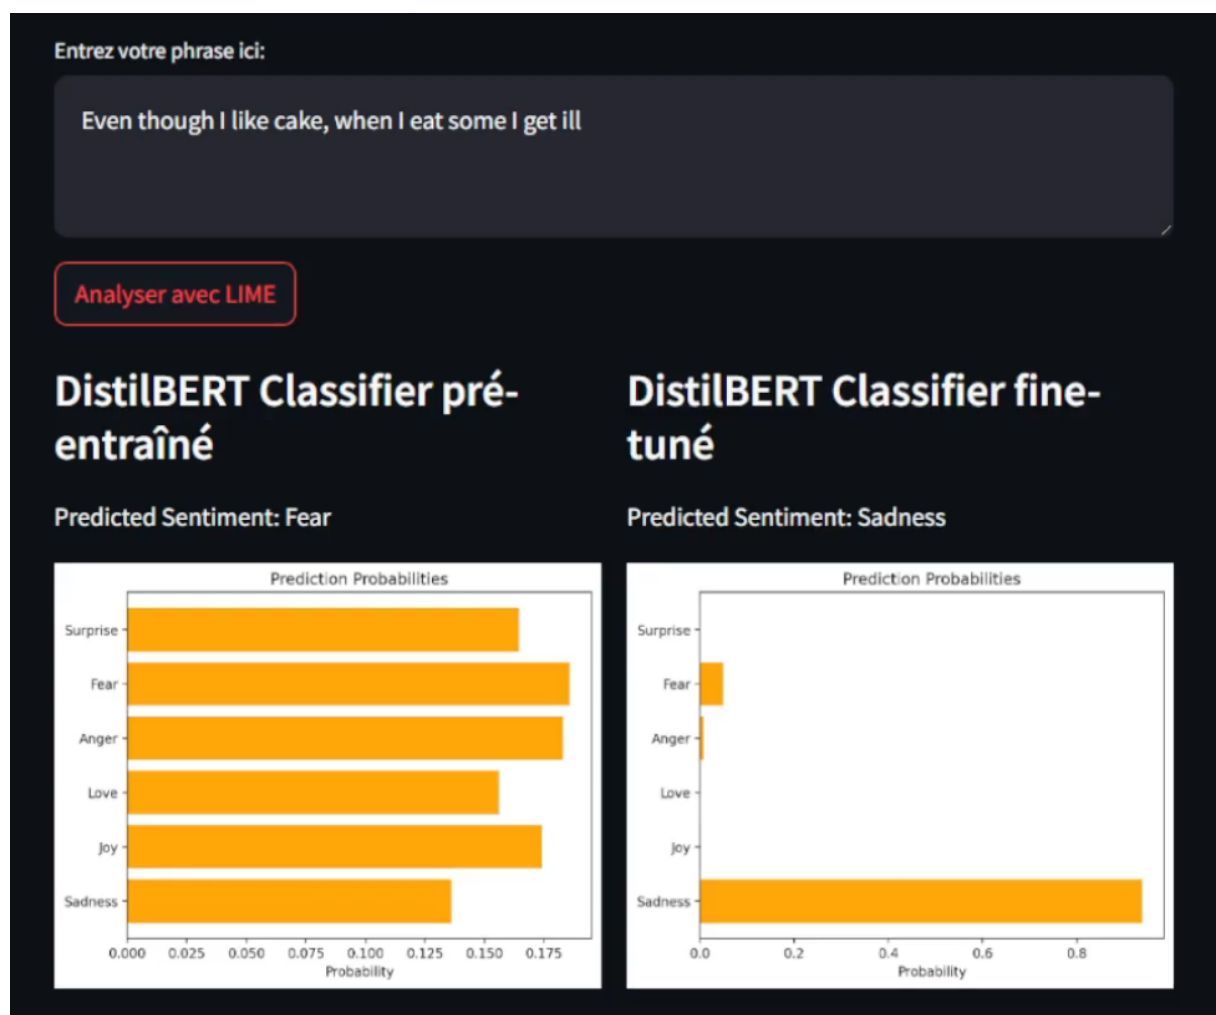 Entrez votre phrase ici:
Even though I like cake, when I eat some I get ill
Analyser avec LIME
DistilBERT Classifier pré-
entraîné
Predicted Sentiment: Fear
Prediction Probabilities
Surprise
Fear
Anger
Love
Joy
Sadness
0.000 0.025 0.050 0.075 0.100 0.125 0.150 0.175
Probability
DistilBERT Classifier fine-
tuné
Predicted Sentiment: Sadness
Prediction Probabilities
Surprise
Fear
Anger
Love
Joy
Sadness
0.0 0.2 0.4 0.6 0.8
Probability